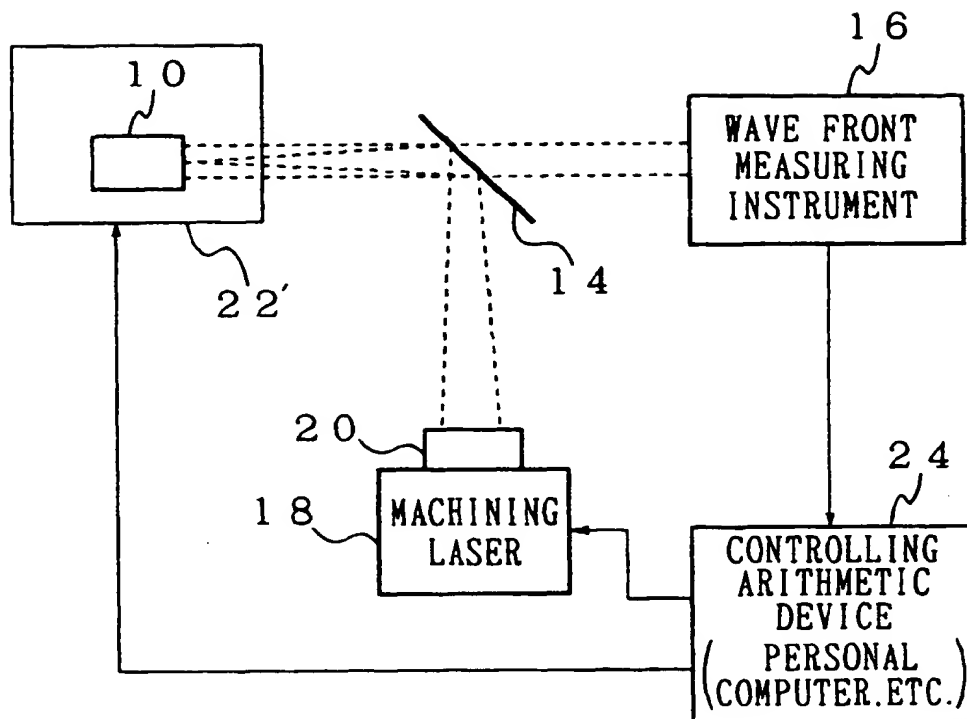 10
16
WAVE FRONT
MEASURING
INSTRUMENT
14
22'
20
18
MACHINING
LASER
24
CONTROLLING
ARITHMETIC
DEVICE
(PERSONAL
COMPUTER.ETC.)